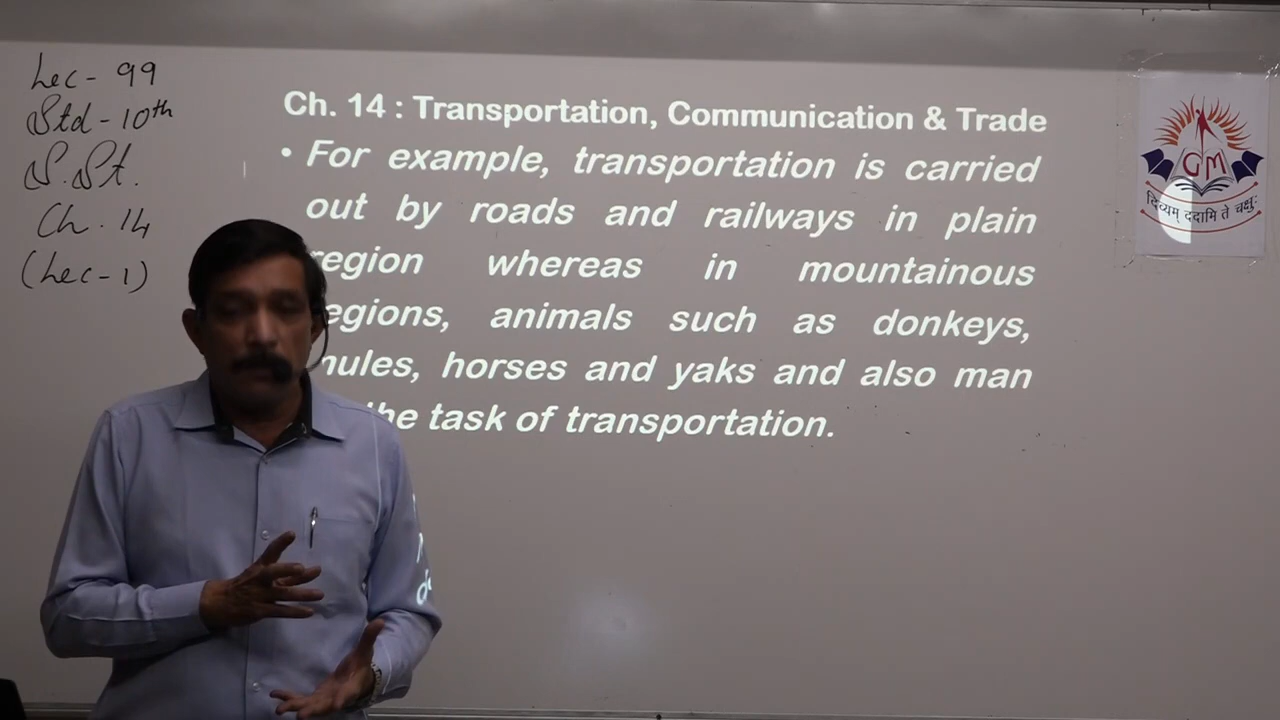 Lec - 99
Std - 10th
S. St.
Ch. 14
(Lec - 1)
Ch. 14 : Transportation, Communication & Trade
• For example, transportation is carried
out by roads and railways in plain
region whereas in mountainous
egions, animals such as donkeys,
mules, horses and yaks and also man
the task of transportation.
GM
दिव्यम् ददामि ते चक्षुः